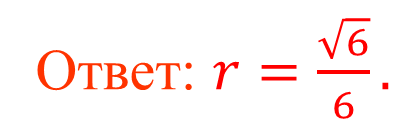 Ответ: r = √6/6.